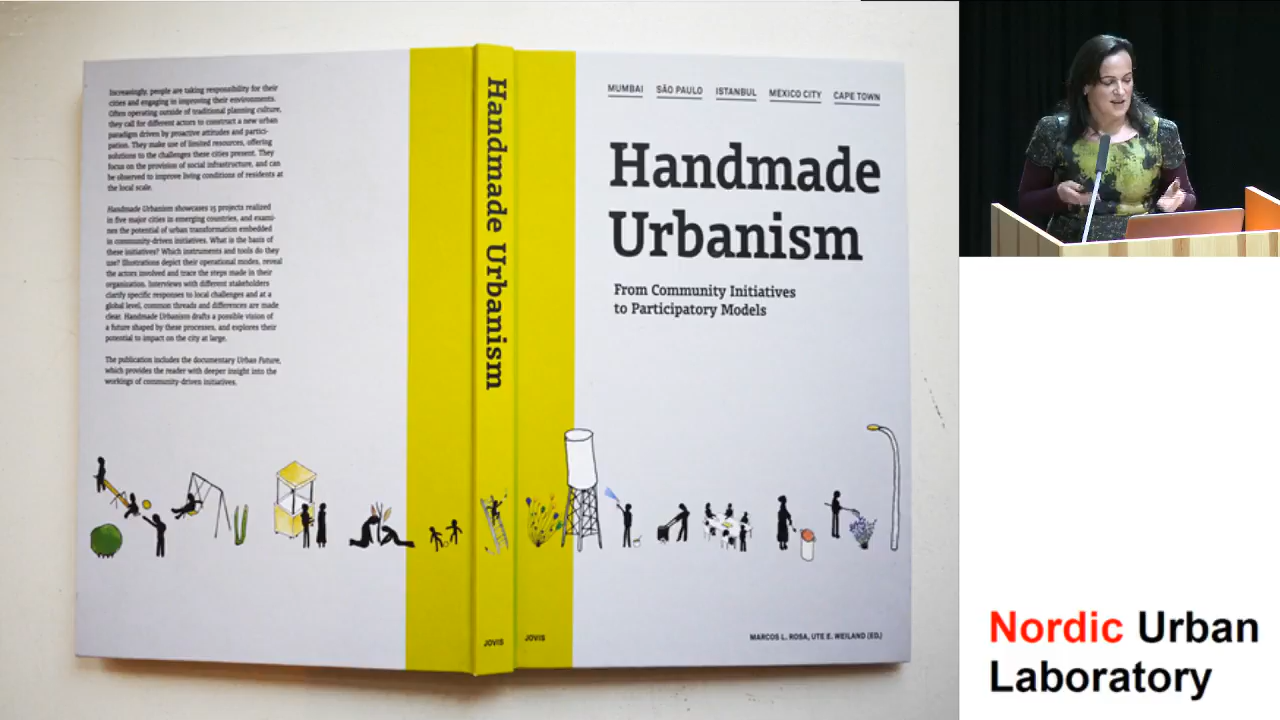 Increasingly, people are taking responsibility for their
cities and engaging in improving their environments.
Often operating outside of traditional planning culture,
they call for different actors to construct a new urban
paradigm driven by proactive attitudes and partici-
pation. They make use of limited resources, offering
solutions to the challenges these cities present. They
focus on the provision of social infrastructure, and can
be observed to improve living conditions of residents at
the local scale.
Handmade Urbanism showcases 15 projects realized
in five major cities in emerging countries, and exami-
nes the potential of urban transformation embedded
in community-driven initiatives. What is the basis of
these initiatives? Which instruments and tools do they
use? Illustrations depict their operational modes, reveal
the actors involved and trace the steps made in their
organization. Interviews with different stakeholders
clarify specific responses to local challenges and at a
global level, common threads and differences are made
clear. Handmade Urbanism drafts a possible vision of
a future shaped by these processes, and explores their
potential to impact on the city at large.
The publication includes the documentary Urban Future,
which provides the reader with deeper insight into the
workings of community-driven initiatives.
Handmade Urbanism
JOVIS
JOVIS
MUMBAI SÃO PAULO ISTANBUL MEXICO CITY CAPE TOWN
Handmade
Urbanism
From Community Initiatives
to Participatory Models
MARCOS L. ROSA, UTE E. WEILAND (ED.)
Nordic Urban
Laboratory